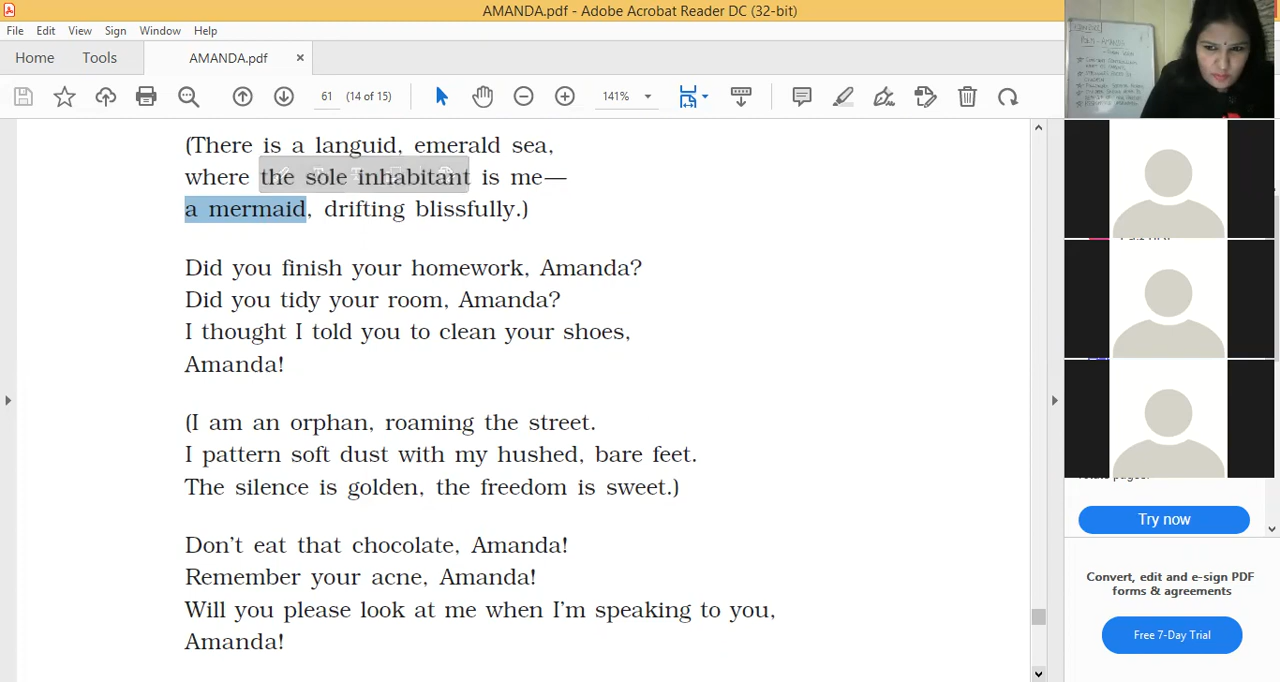 AMANDA.pdf - Adobe Acrobat Reader DC (32-bit)
File Edit View Sign Window Help
Home Tools AMANDA.pdf ×
61 (14 of 15) 141%
(There is a languid, emerald sea,
where the sole inhabitant is me—
a mermaid, drifting blissfully.)
Did you finish your homework, Amanda?
Did you tidy your room, Amanda?
I thought I told you to clean your shoes,
Amanda!
(I am an orphan, roaming the street.
I pattern soft dust with my hushed, bare feet.
The silence is golden, the freedom is sweet.)
Don't eat that chocolate, Amanda!
Remember your acne, Amanda!
Will you please look at me when I'm speaking to you,
Amanda!
Try now
Convert, edit and e-sign PDF
forms & agreements
Free 7-Day Trial